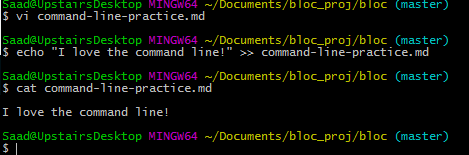 Saad@UpstairsDesktop MINGW64 ~/Documents/bloc_proj/bloc (master)
$ vi command-line-practice.md
Saad@UpstairsDesktop MINGW64 ~/Documents/bloc_proj/bloc (master)
$ echo "I love the command line!" >> command-line-practice.md
Saad@UpstairsDesktop MINGW64 ~/Documents/bloc_proj/bloc (master)
$ cat command-line-practice.md
I love the command line!
Saad@UpstairsDesktop MINGW64 ~/Documents/bloc_proj/bloc (master)
$